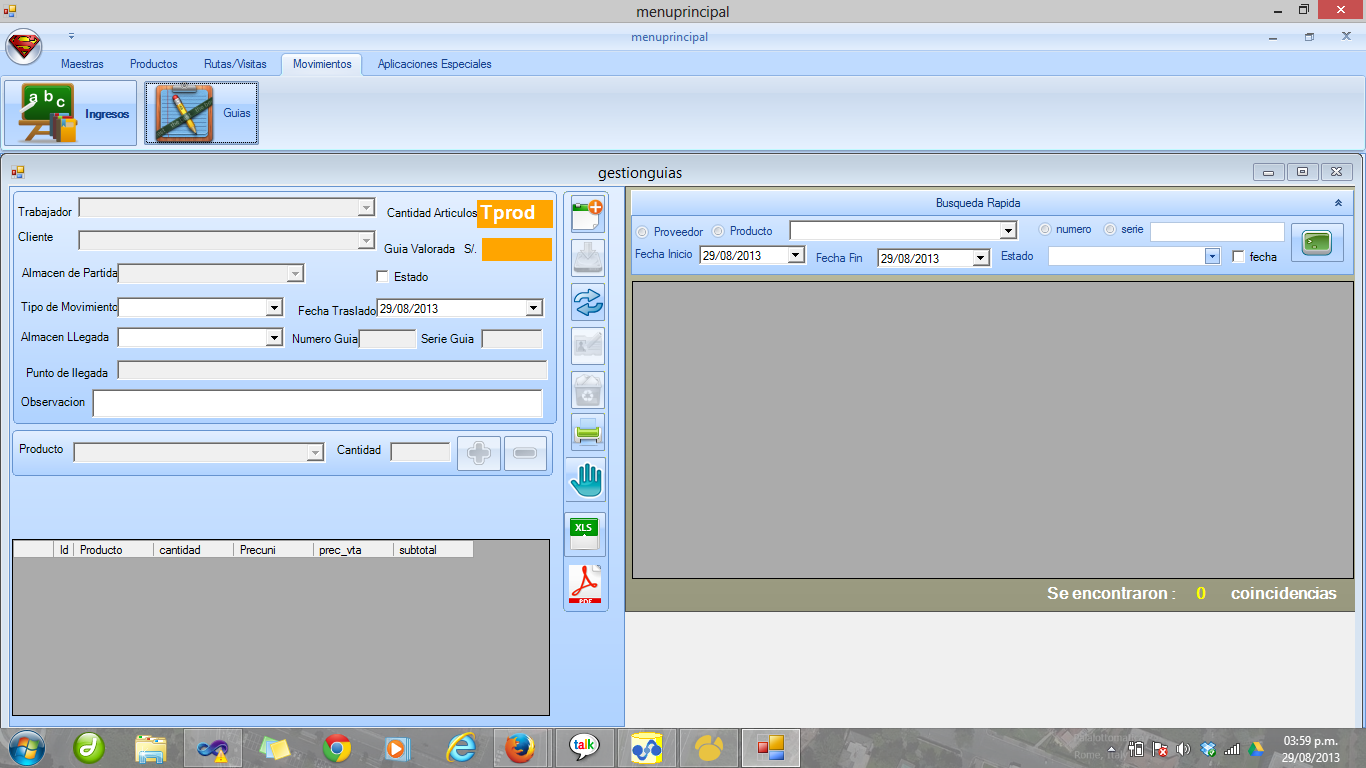 menuprincipal
menuprincipal
Maestras Productos Rutas/Visitas Movimientos Aplicaciones Especiales
a b c Ingresos Guias
gestionguias
Trabajador Cantidad Articulos Tprod
Cliente Guia Valorada S/.
Almacen de Partida Estado
Tipo de Movimiento Fecha Traslado 29/08/2013
Almacen LLegada Numero Guia Serie Guia
Punto de llegada
Observacion
Producto Cantidad
Id Producto cantidad Precuni prec_vta subtotal
XLS
PDF
Busqueda Rapida
Proveedor Producto numero serie
Fecha Inicio 29/08/2013 Fecha Fin 29/08/2013 Estado fecha
Se encontraron : 0 coincidencias
talk
03:59 p.m.
29/08/2013